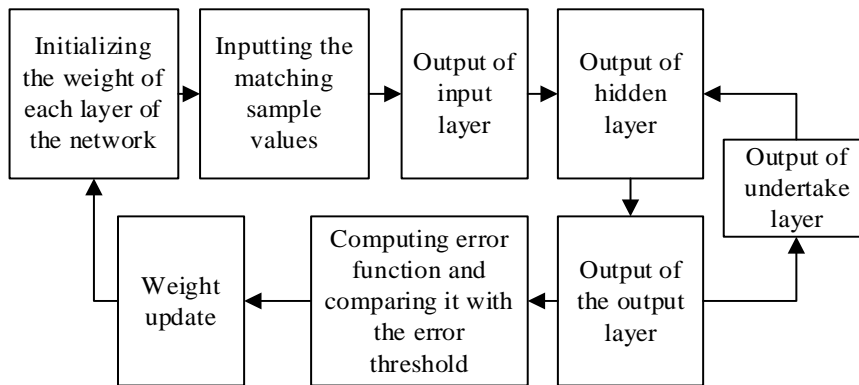 Initializing
the weight of
each layer of
the network
Inputting the
matching
sample
values
Output of
input
layer
Output of
hidden
layer
Output of
undertake
layer
Output of
the output
layer
Computing error
function and
comparing it with
the error
threshold
Weight
update